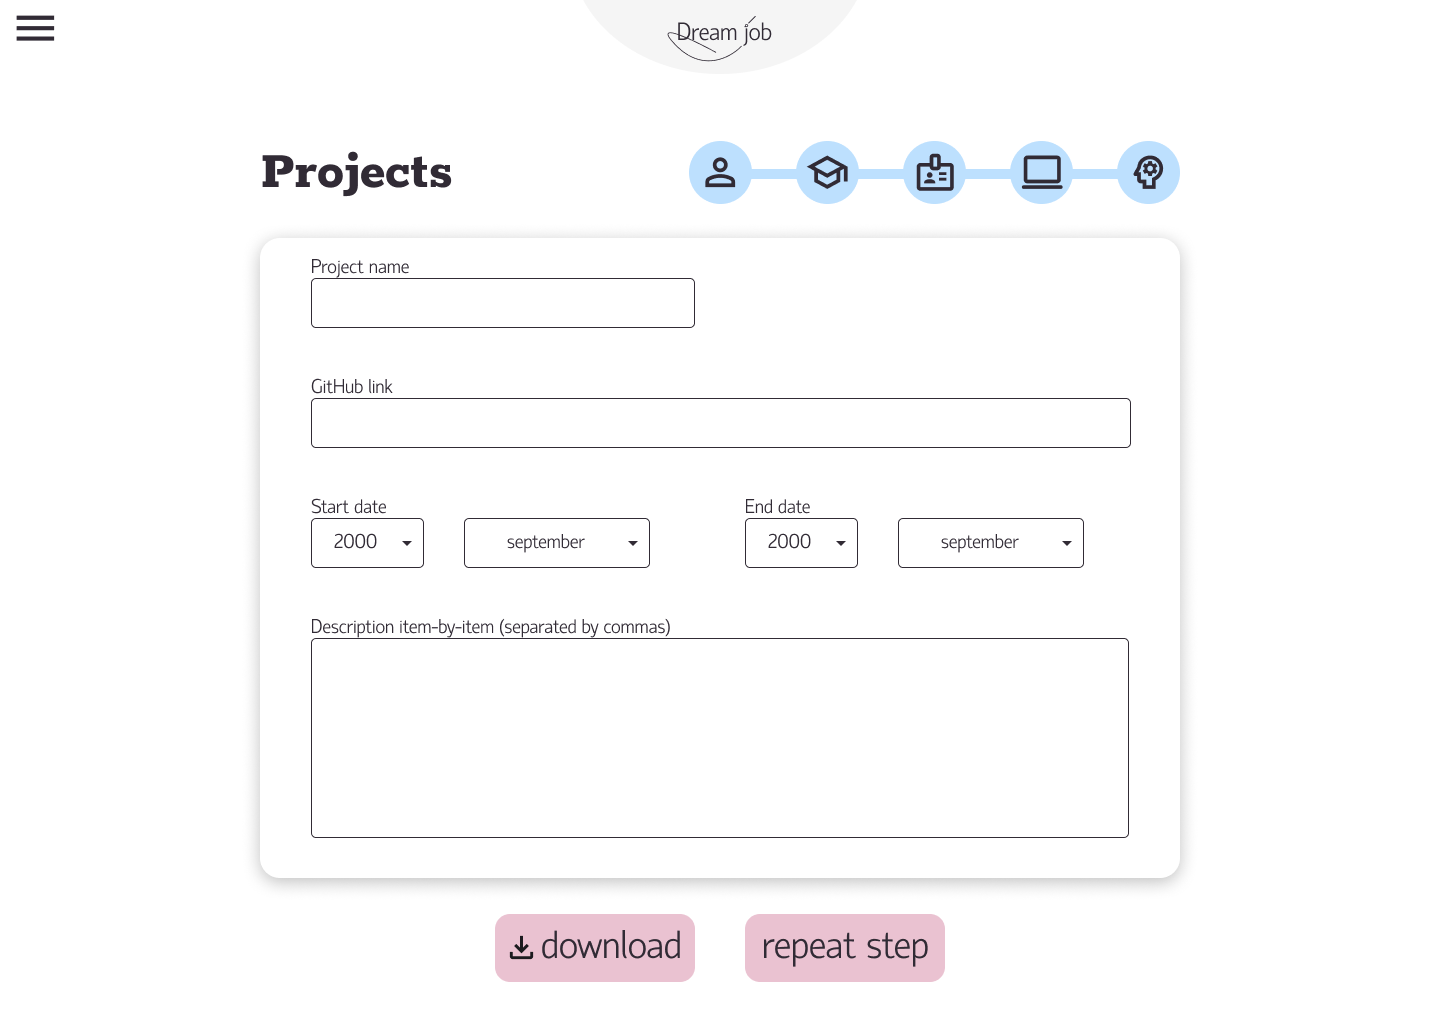 Dream job
Projects
Project name
GitHub link
Start date
End date
2000
september
2000
september
Description item-by-item (separated by commas)
download
repeat step